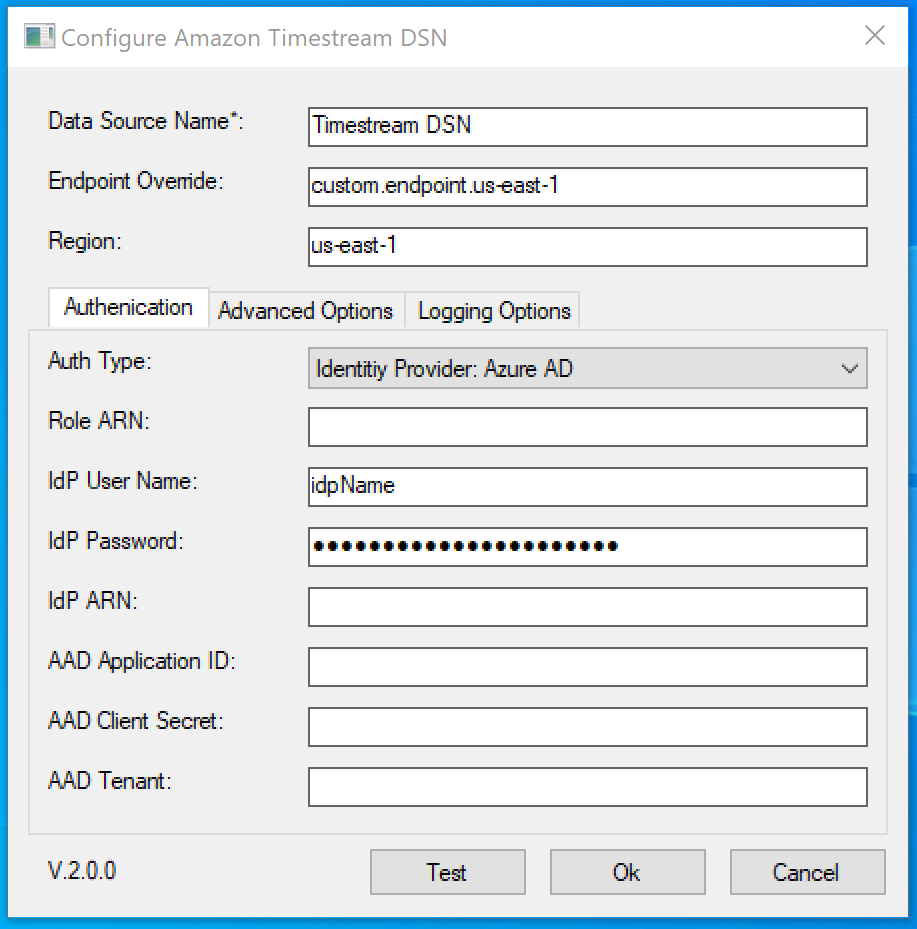 Configure Amazon Timestream DSN
Data Source Name*: Timestream DSN
Endpoint Override: custom.endpoint.us-east-1
Region: us-east-1
Authenication Advanced Options Logging Options
Auth Type: Identitiy Provider: Azure AD
Role ARN:
IdP User Name: idpName
IdP Password: ●●●●●●●●●●●●●●●●●●●●●●
IdP ARN:
AAD Application ID:
AAD Client Secret:
AAD Tenant:
V.2.0.0 Test Ok Cancel